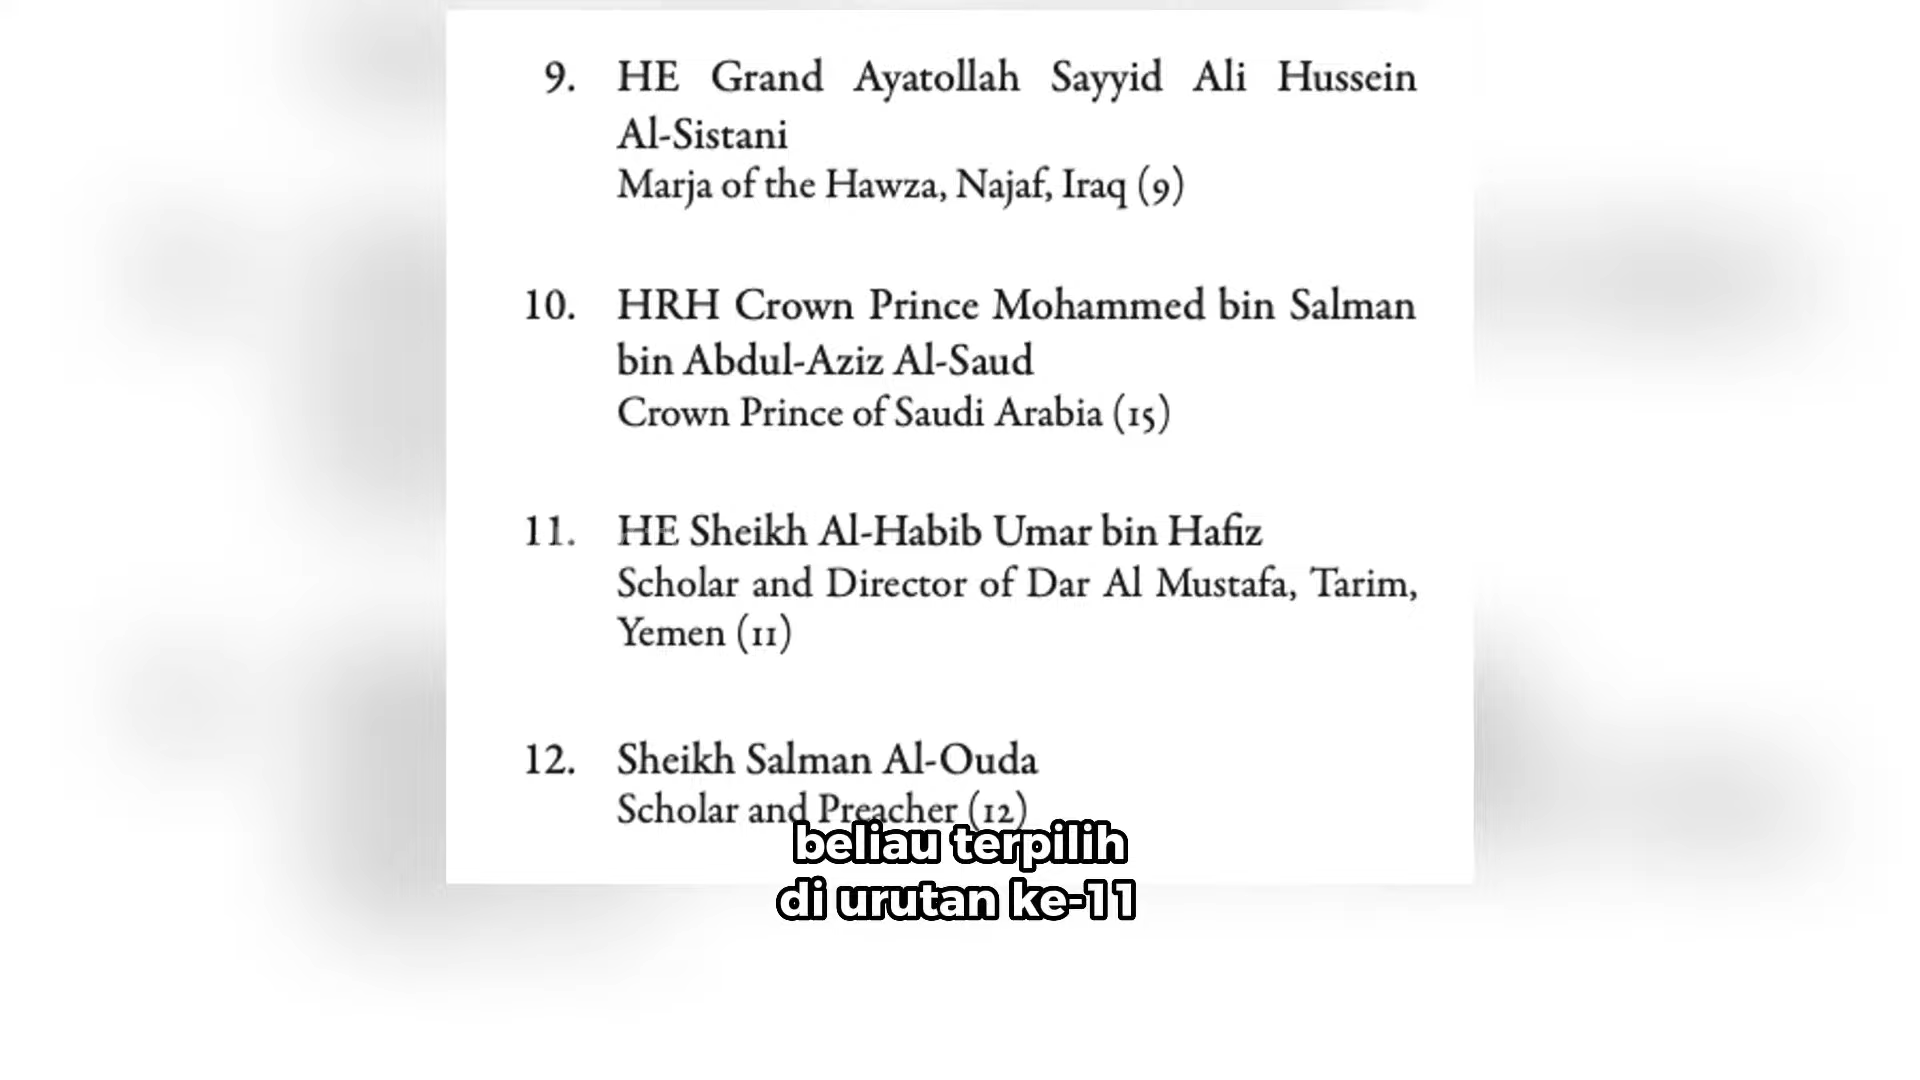 9. HE Grand Ayatollah Sayyid Ali Hussein
Al-Sistani
Marja of the Hawza, Najaf, Iraq (9)
10. HRH Crown Prince Mohammed bin Salman
bin Abdul-Aziz Al-Saud
Crown Prince of Saudi Arabia (15)
11. HE Sheikh Al-Habib Umar bin Hafiz
Scholar and Director of Dar Al Mustafa, Tarim,
Yemen (11)
12. Sheikh Salman Al-Ouda
Scholar and Preacher (12)
beliau terpilih
di urutan ke-11